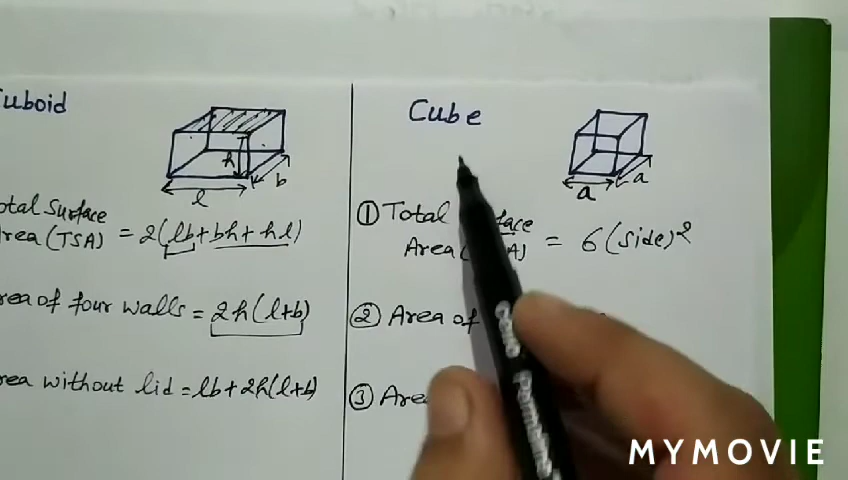 uboid
h
b
l
otal Surface
rea (TSA) = 2(lb+bh+hl)
rea of four walls = 2h(l+b)
rea without lid = lb+2h(l+b)
Cube
a
a
① Total face
Area ( A) = 6(side)²
② Area of
③ Are
MYMOVIE